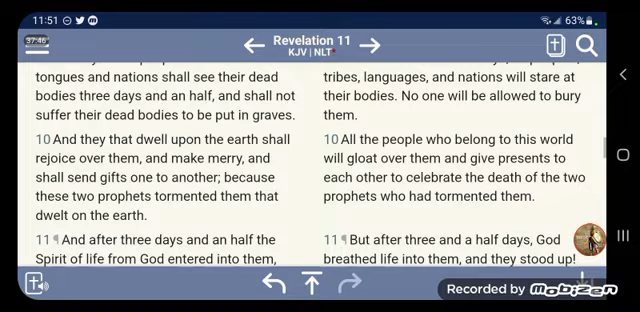 11:51
63%
37:46
Revelation 11
KJV | NLT*
tongues and nations shall see their dead
bodies three days and an half, and shall not
suffer their dead bodies to be put in graves.
10 And they that dwell upon the earth shall
rejoice over them, and make merry, and
shall send gifts one to another; because
these two prophets tormented them that
dwelt on the earth.
11 ¶ And after three days and an half the
Spirit of life from God entered into them,
tribes, languages, and nations will stare at
their bodies. No one will be allowed to bury
them.
10 All the people who belong to this world
will gloat over them and give presents to
each other to celebrate the death of the two
prophets who had tormented them.
11 ¶ But after three and a half days, God
breathed life into them, and they stood up!
Recorded by Mobizen